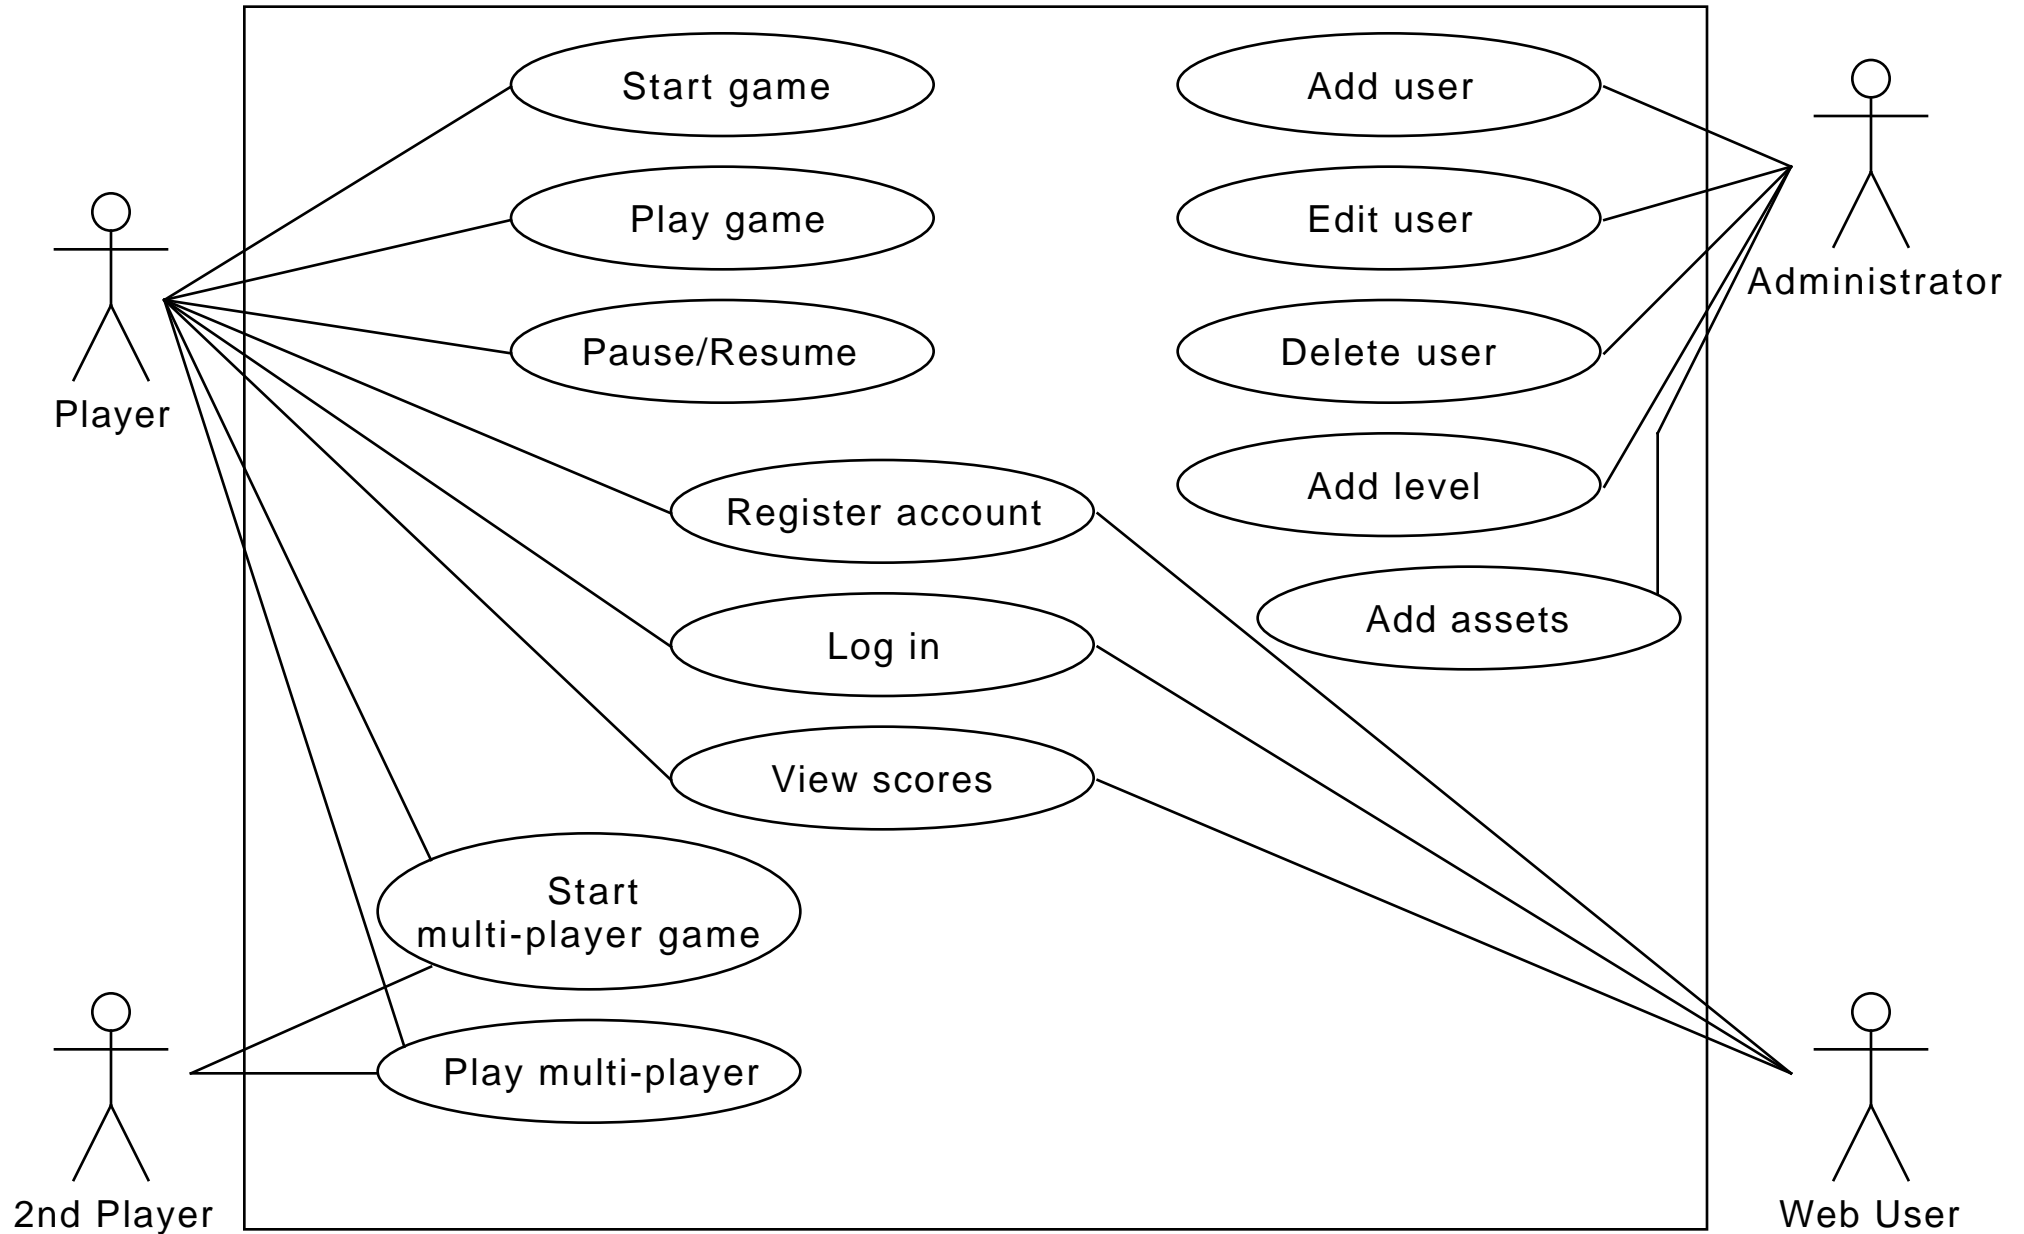 Start game
Add user
Play game
Edit user
Administrator
Pause/Resume
Delete user
Player
Add level
Register account
Add assets
Log in
View scores
Start
multi-player game
Play multi-player
2nd Player
Web User